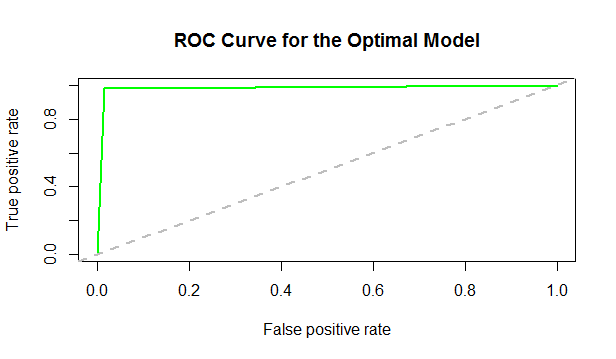 ROC Curve for the Optimal Model
True positive rate
0.8
0.4
0.0
0.0 0.2 0.4 0.6 0.8 1.0
False positive rate